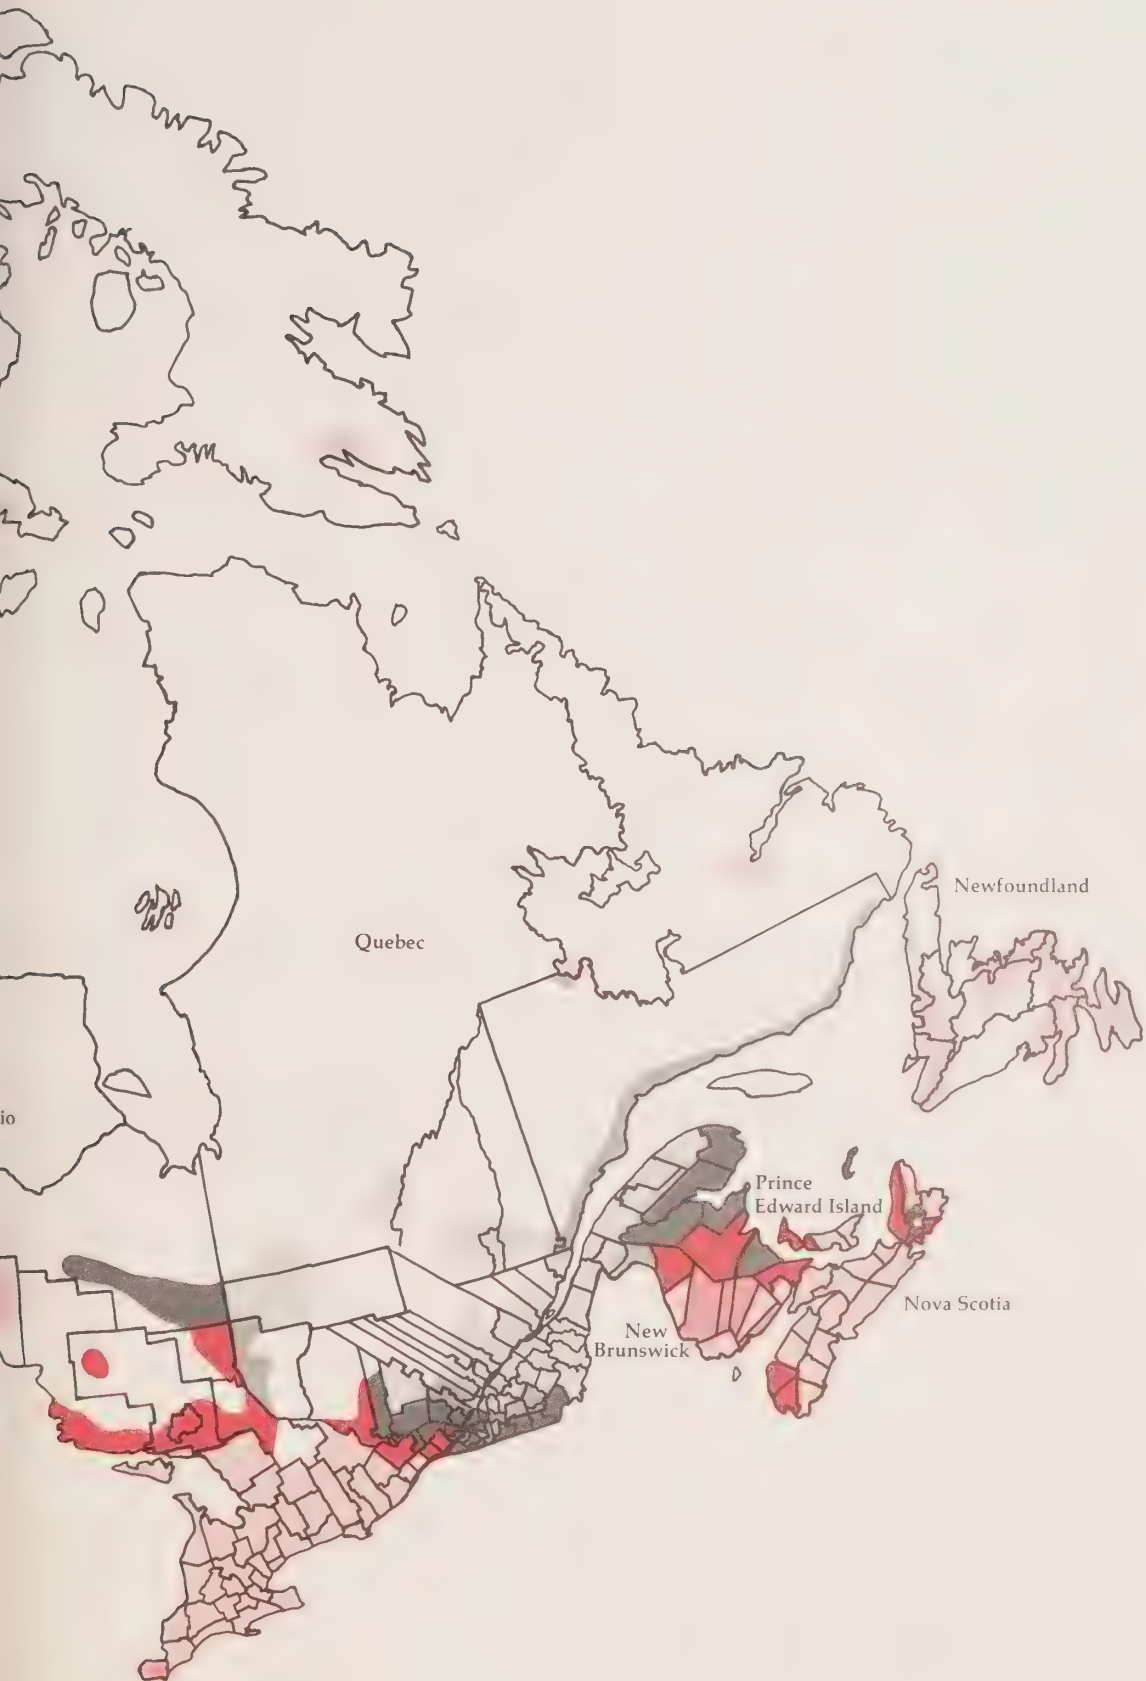 Newfoundland
Quebec
io
Prince
Edward Island
Nova Scotia
New
Brunswick